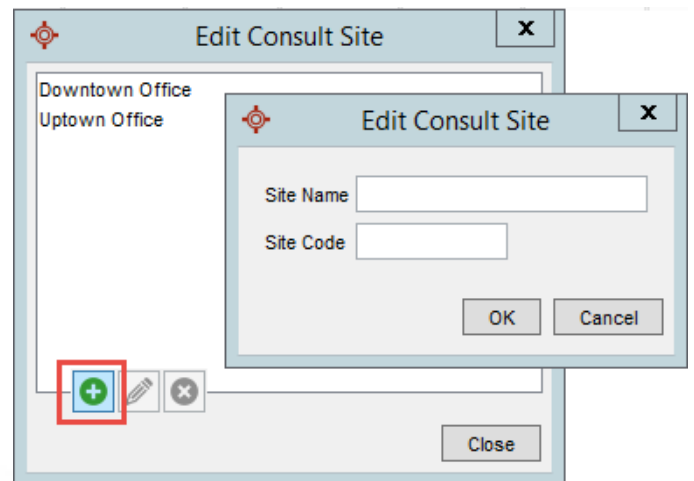 Edit Consult Site
x
Downtown Office
Uptown Office
Edit Consult Site
x
Site Name
Site Code
OK
Cancel
Close